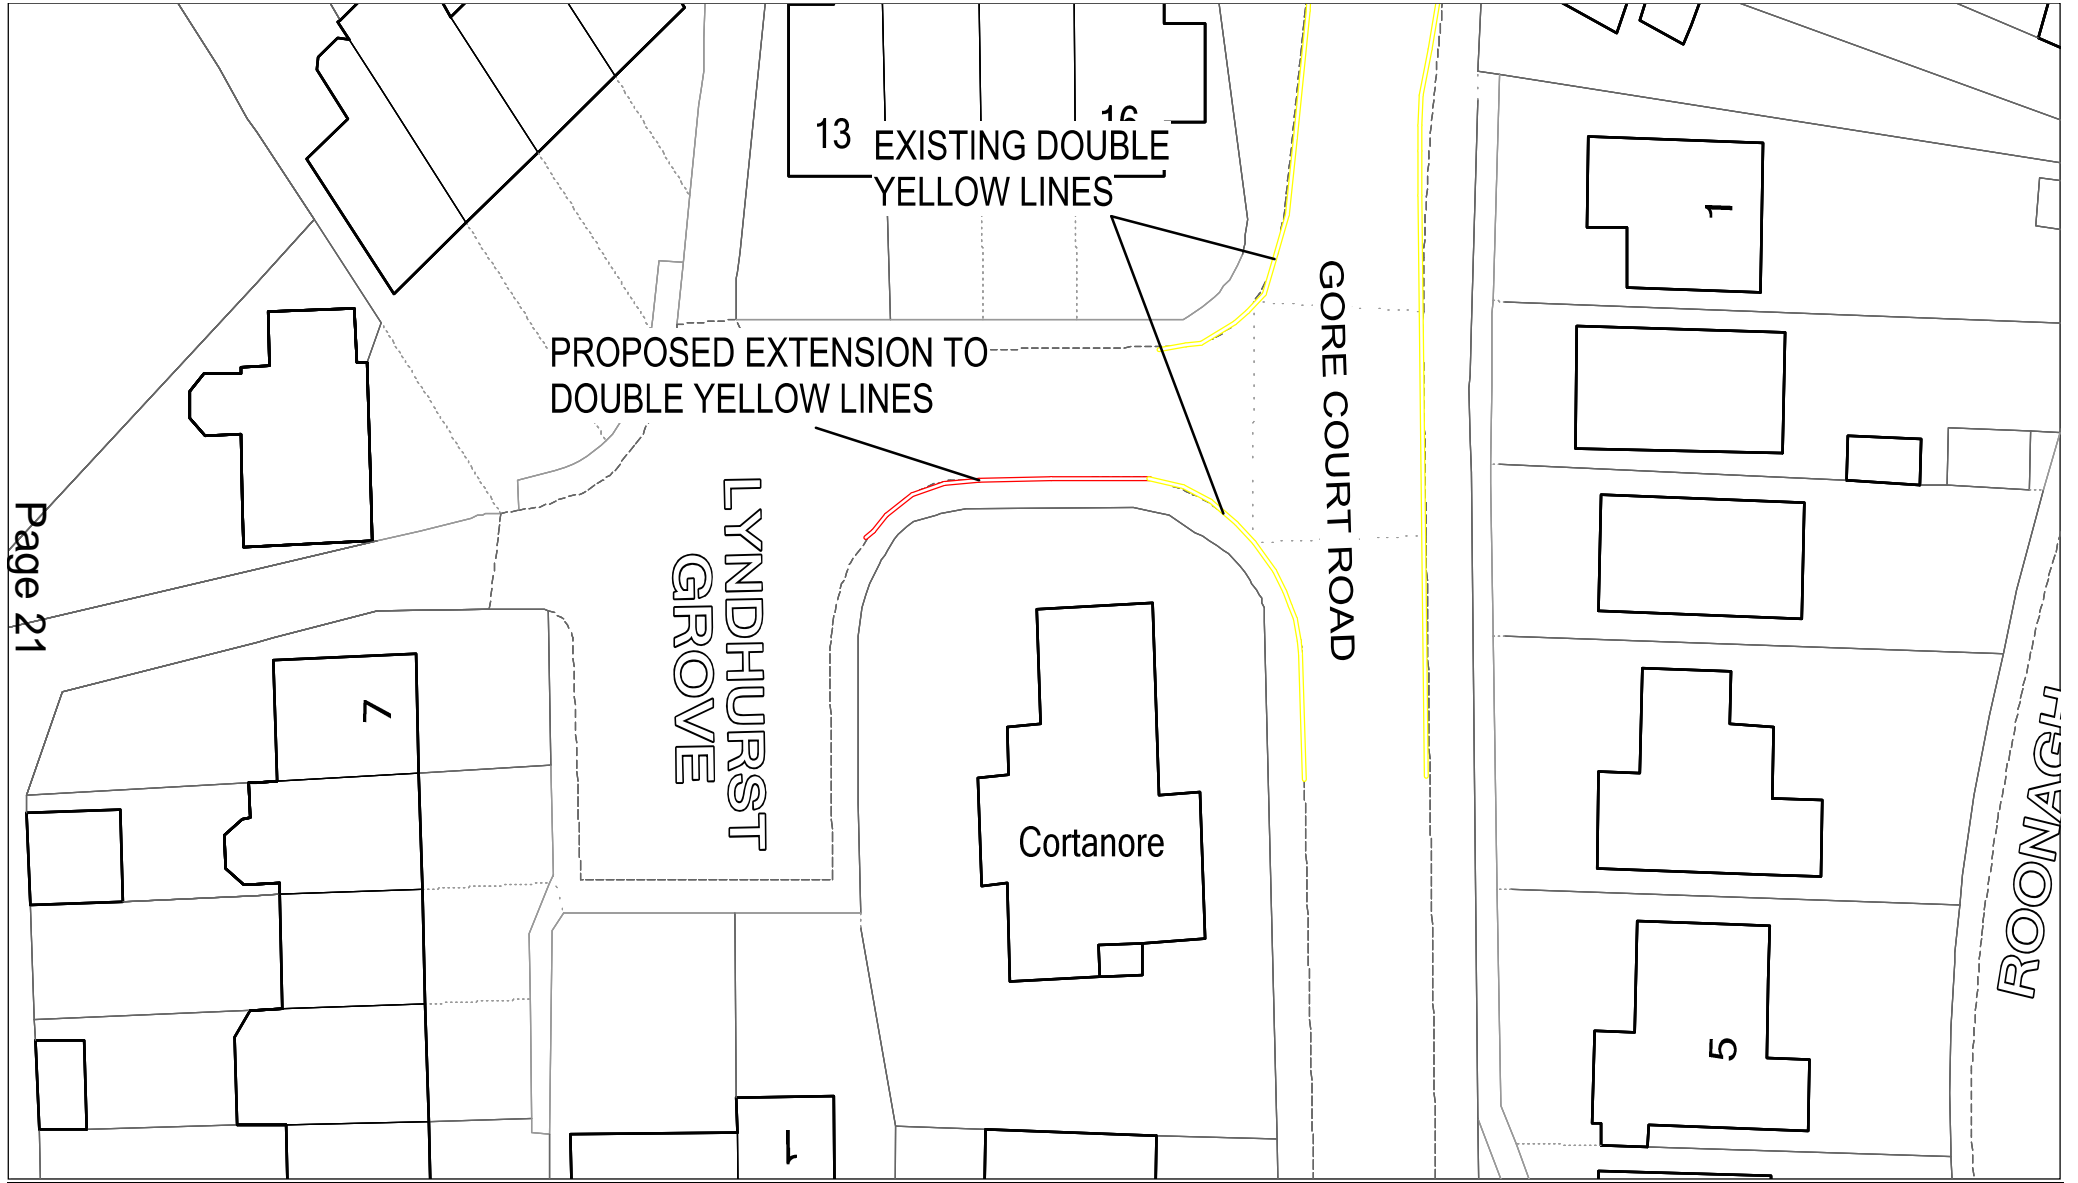 13
16
EXISTING DOUBLE
YELLOW LINES
1
GORE COURT ROAD
PROPOSED EXTENSION TO
DOUBLE YELLOW LINES
LYNDHURST
GROVE
Page 21
7
Cortanore
ROONAGH
5
1